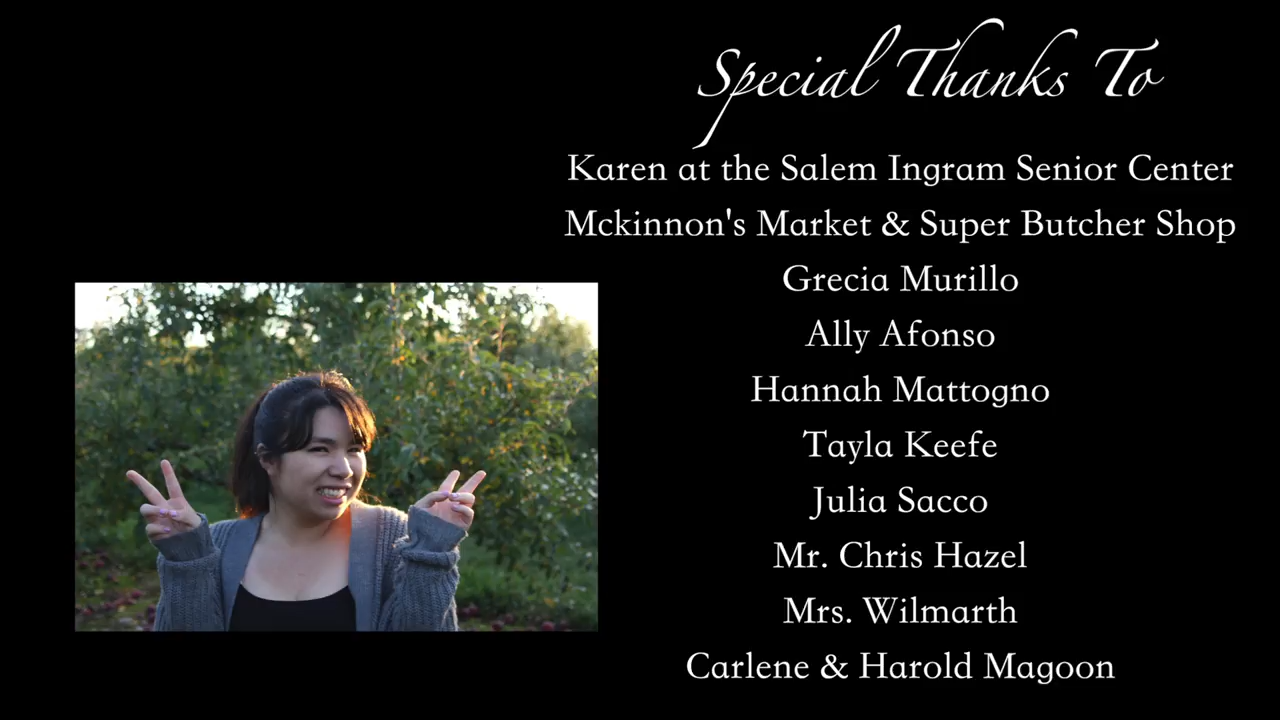 Special Thanks To
Karen at the Salem Ingram Senior Center
Mckinnon's Market & Super Butcher Shop
Grecia Murillo
Ally Afonso
Hannah Mattogno
Tayla Keefe
Julia Sacco
Mr. Chris Hazel
Mrs. Wilmarth
Carlene & Harold Magoon